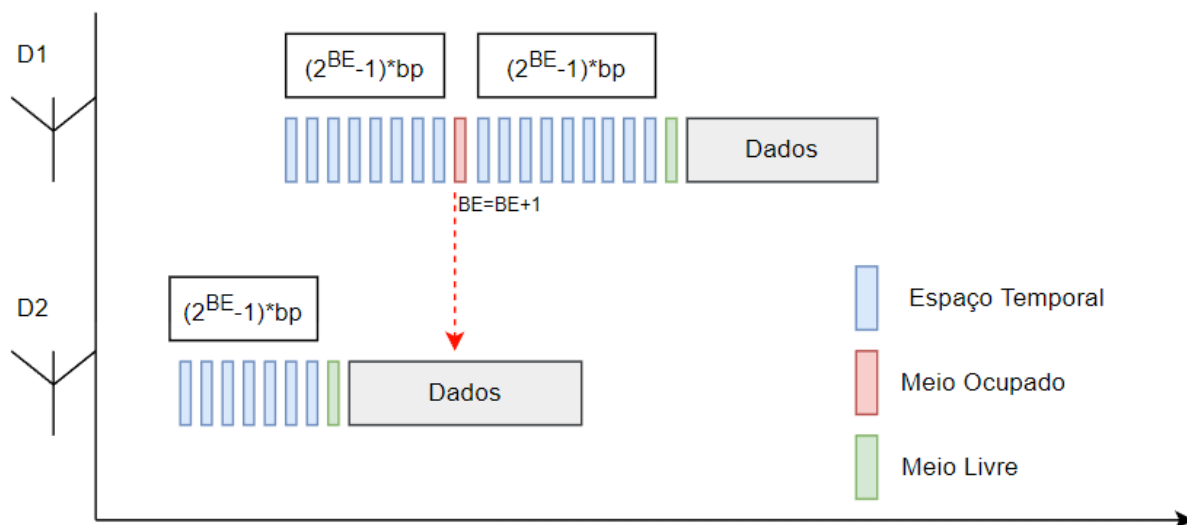 D1
(2^BE-1)*bp
(2^BE-1)*bp
Dados
BE=BE+1
D2
(2^BE-1)*bp
Dados
Espaço Temporal
Meio Ocupado
Meio Livre